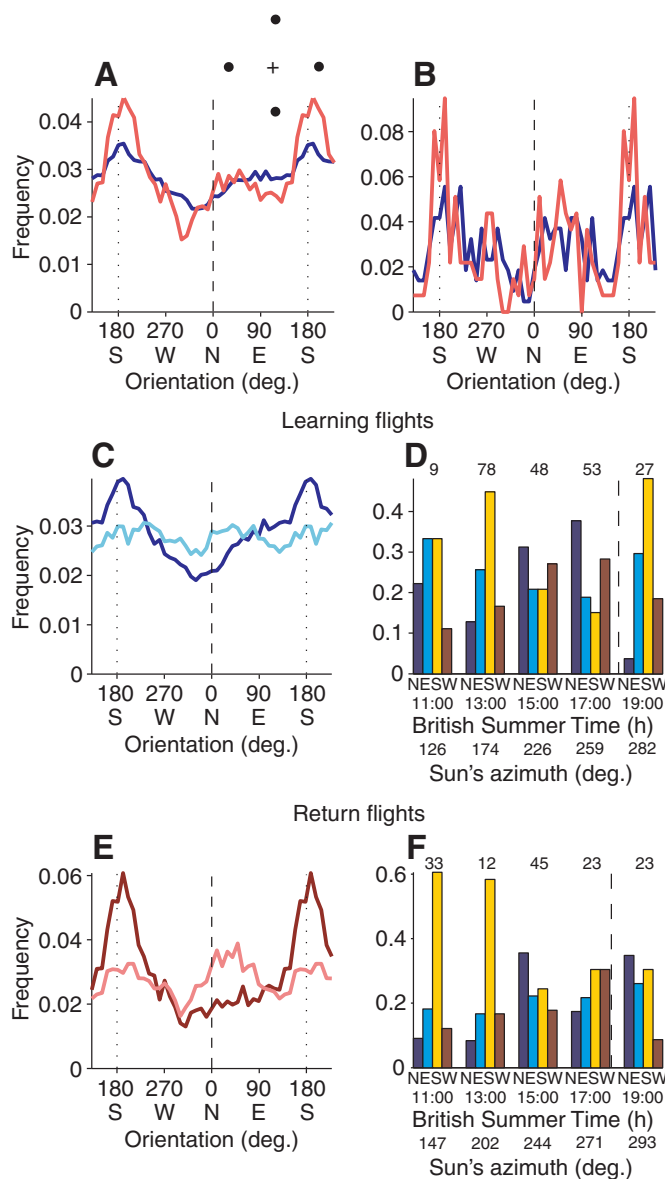 A
B
Frequency
0.04
0.03
0.02
0.01
0
180 270 0 90 180
S W N E S
Orientation (deg.)
0.08
0.06
0.04
0.02
0
180 270 0 90 180
S W N E S
Orientation (deg.)
Learning flights
C
Frequency
0.03
0.02
0.01
0
180 270 0 90 180
S W N E S
Orientation (deg.)
D
9 78 48 53 27
0.4
0.3
0.2
0.1
0
NESW NESW NESW NESW NESW
11:00 13:00 15:00 17:00 19:00
British Summer Time (h)
126 174 226 259 282
Sun's azimuth (deg.)
Return flights
E
Frequency
0.06
0.04
0.02
0
180 270 0 90 180
S W N E S
Orientation (deg.)
F
33 12 45 23 23
0.6
0.4
0.2
0
NESW NESW NESW NESW NESW
11:00 13:00 15:00 17:00 19:00
British Summer Time (h)
147 202 244 271 293
Sun's azimuth (deg.)